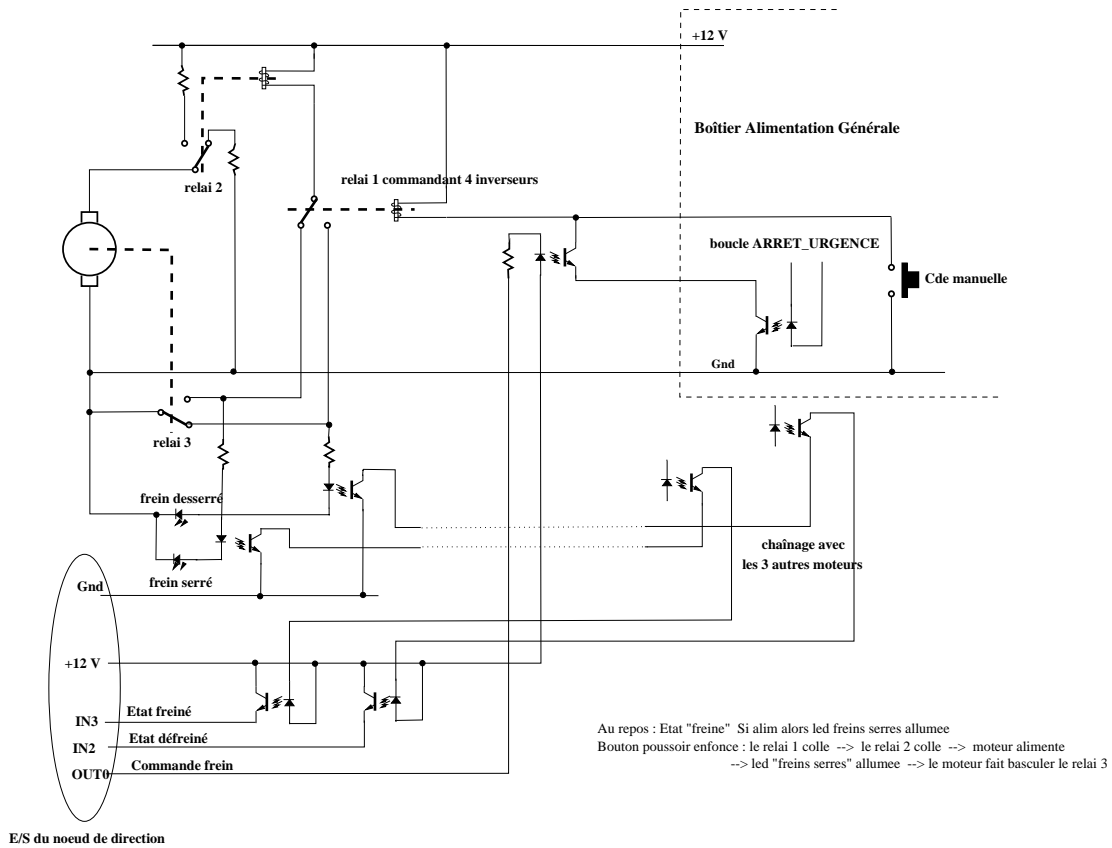 +12 V
Boîtier Alimentation Générale
relai 2
relai 1 commandant 4 inverseurs
boucle ARRET_URGENCE
Cde manuelle
Gnd
relai 3
frein desserré
frein serré
chaînage avec
les 3 autres moteurs
Gnd
+12 V
IN3
Etat freiné
IN2
Etat défreiné
OUT0
Commande frein
Au repos : Etat "freine" Si alim alors led freins serres allumee
Bouton poussoir enfonce : le relai 1 colle --> le relai 2 colle --> moteur alimente
--> led "freins serres" allumee --> le moteur fait basculer le relai 3
E/S du noeud de direction